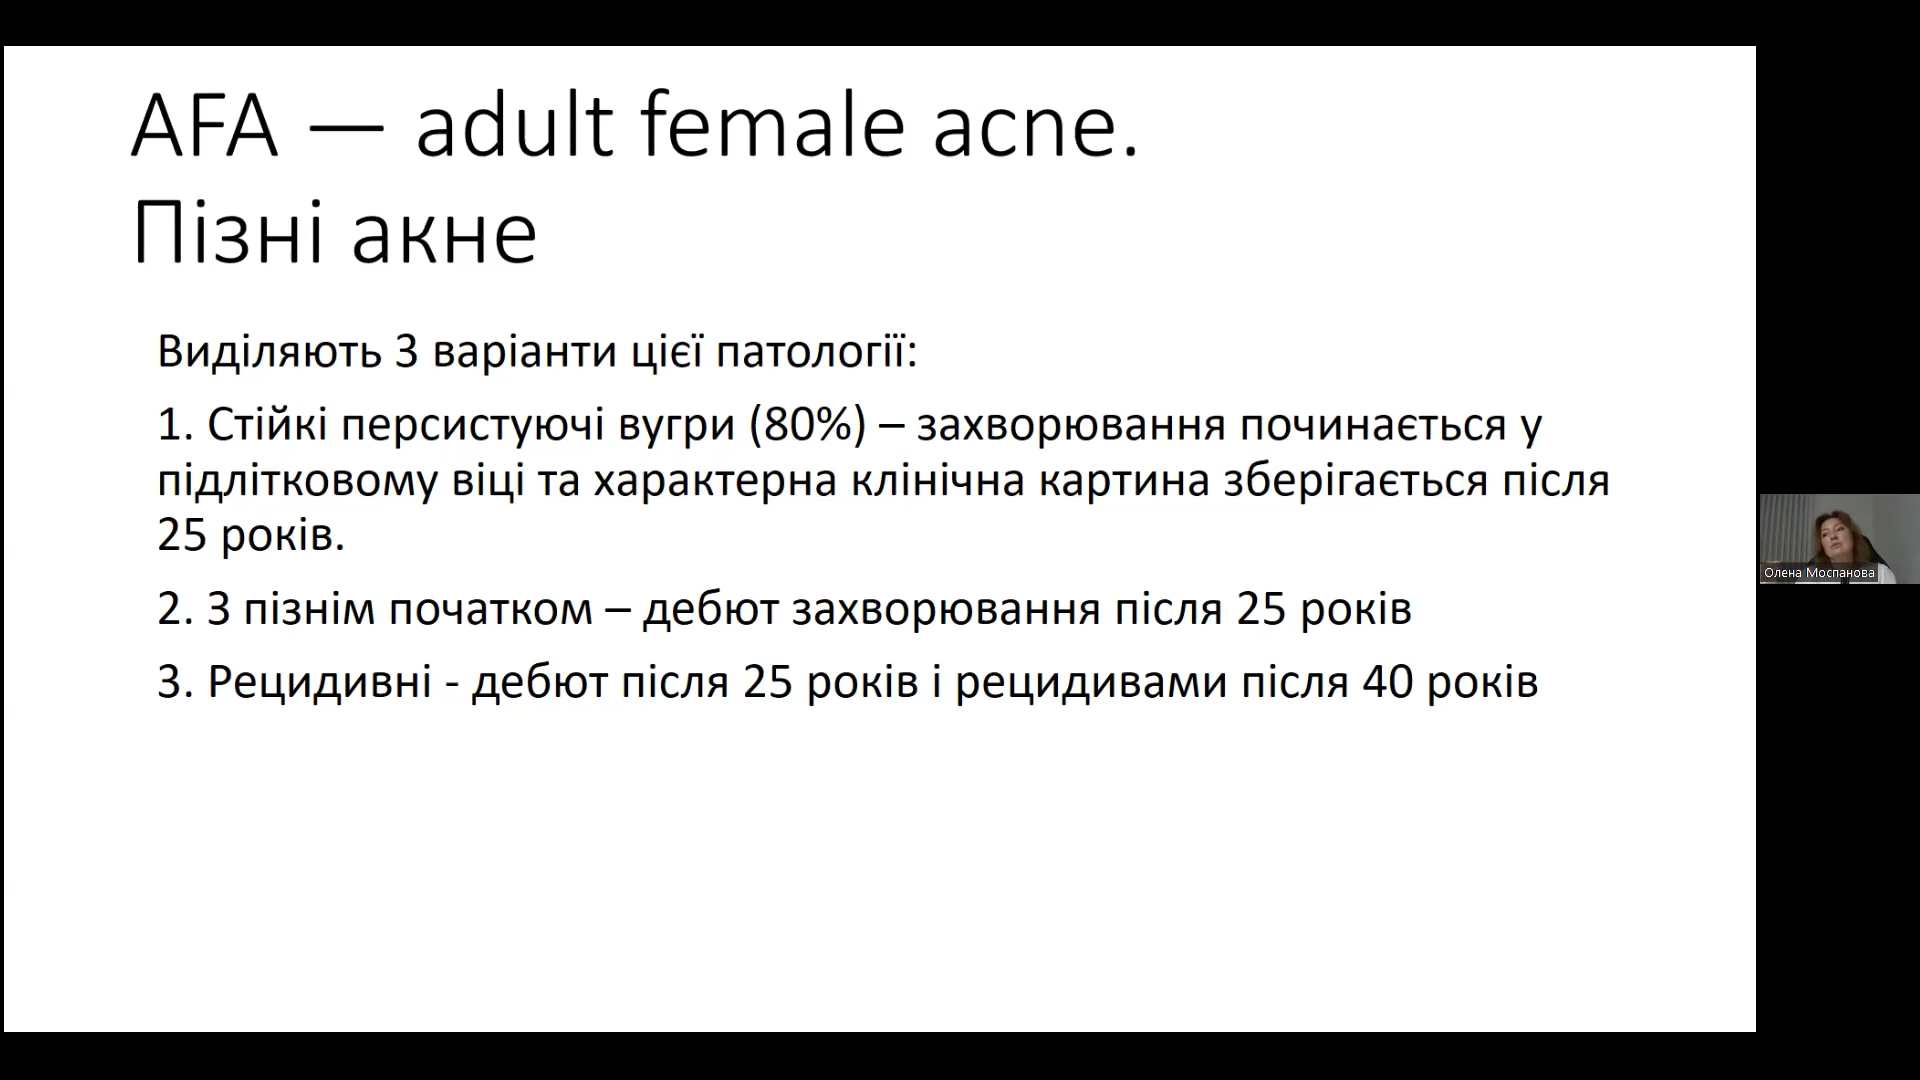 AFA — adult female acne.
Пізні акне
Виділяють 3 варіанти цієї патології:
1. Стійкі персистуючі вугри (80%) – захворювання починається у
підлітковому віці та характерна клінічна картина зберігається після
25 років.
2. З пізнім початком – дебют захворювання після 25 років
3. Рецидивні - дебют після 25 років і рецидивами після 40 років
Олена Моспанова